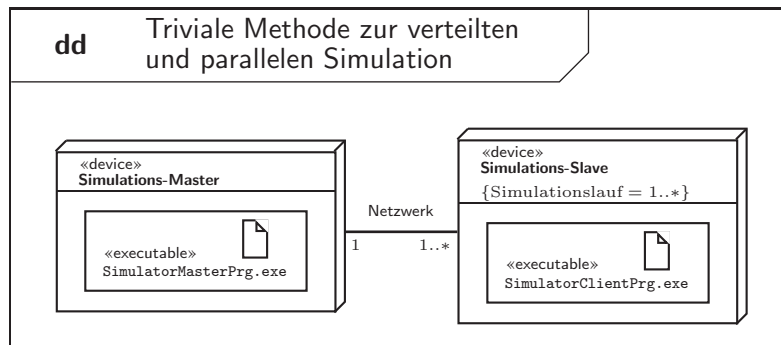 dd
Triviale Methode zur verteilten
und parallelen Simulation
«device»
Simulations-Master
«executable»
SimulatorMasterPrg.exe
Netzwerk
1
1..*
«device»
Simulations-Slave
{Simulationslauf = 1..*}
«executable»
SimulatorClientPrg.exe